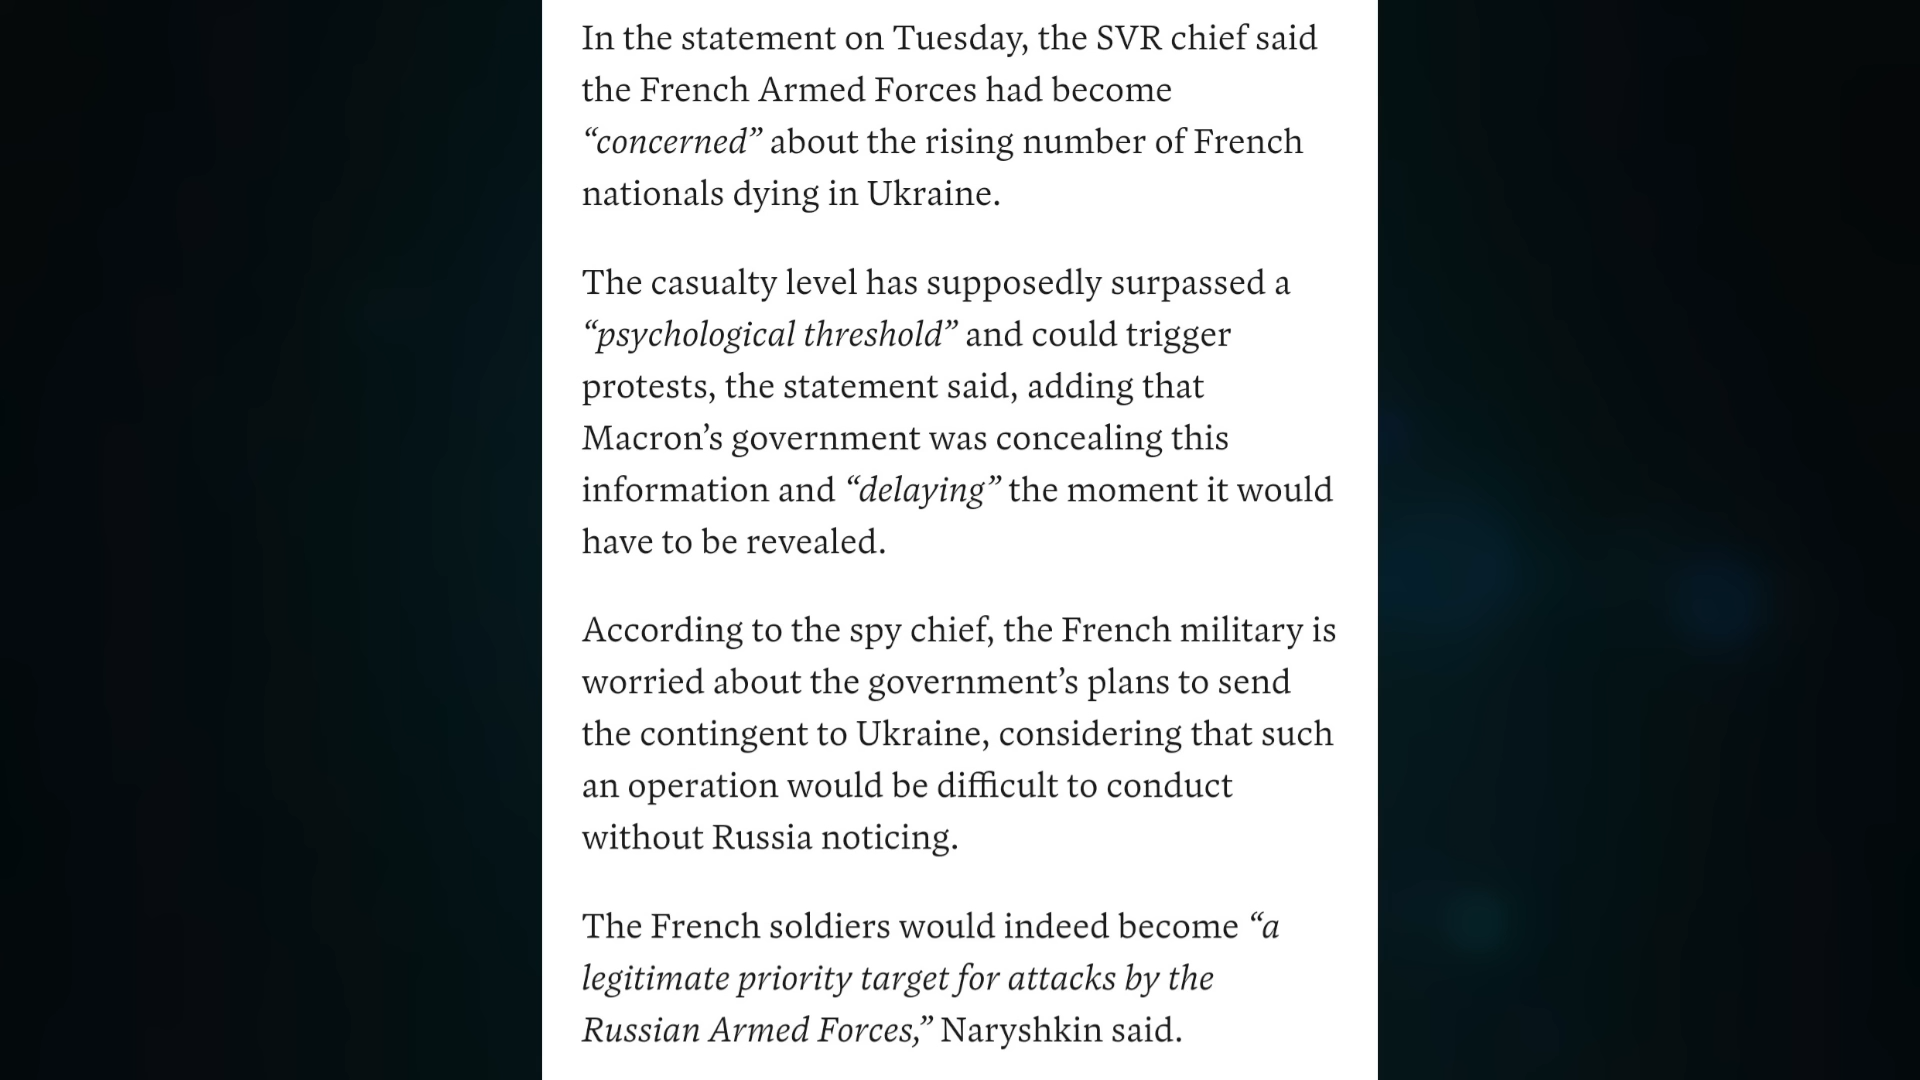 In the statement on Tuesday, the SVR chief said
the French Armed Forces had become
“concerned” about the rising number of French
nationals dying in Ukraine.
The casualty level has supposedly surpassed a
“psychological threshold” and could trigger
protests, the statement said, adding that
Macron’s government was concealing this
information and “delaying” the moment it would
have to be revealed.
According to the spy chief, the French military is
worried about the government’s plans to send
the contingent to Ukraine, considering that such
an operation would be difficult to conduct
without Russia noticing.
The French soldiers would indeed become “a
legitimate priority target for attacks by the
Russian Armed Forces,” Naryshkin said.